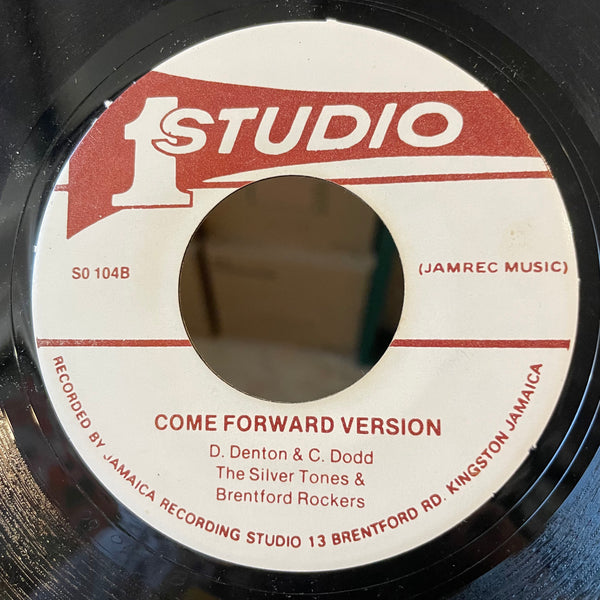 1 STUDIO
SO 104B
(JAMREC MUSIC)
COME FORWARD VERSION
D. Denton & C. Dodd
The Silver Tones &
Brentford Rockers
RECORDED BY JAMAICA RECORDING STUDIO 13 BRENTFORD RD. KINGSTON JAMAICA